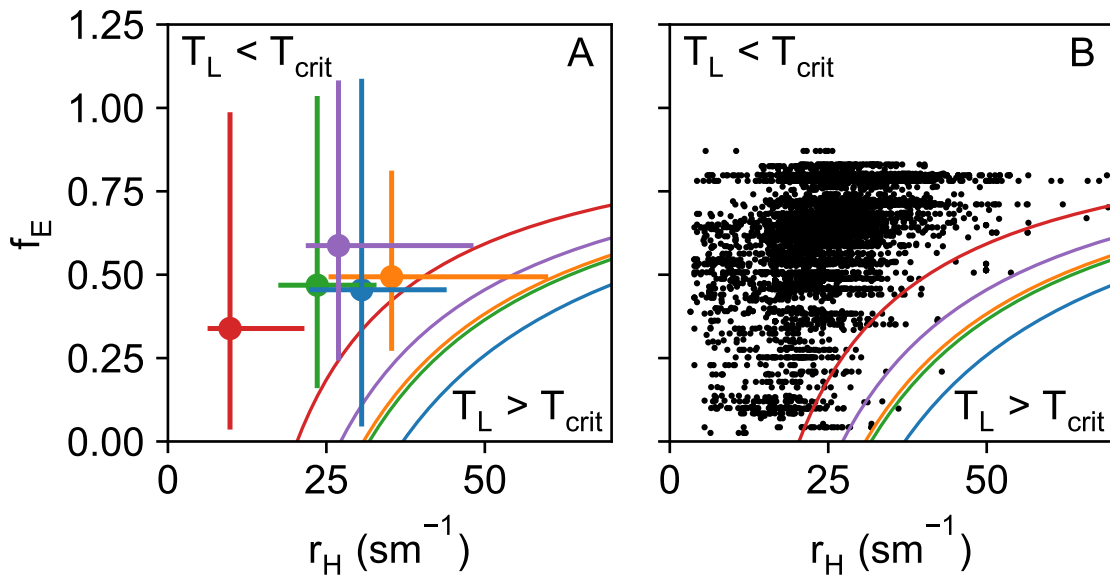 T_L < T_crit
A
T_L > T_crit
f_E
1.25
1.00
0.75
0.50
0.25
0.00
0
25
50
r_H (sm⁻¹)
T_L < T_crit
B
T_L > T_crit
0
25
50
r_H (sm⁻¹)